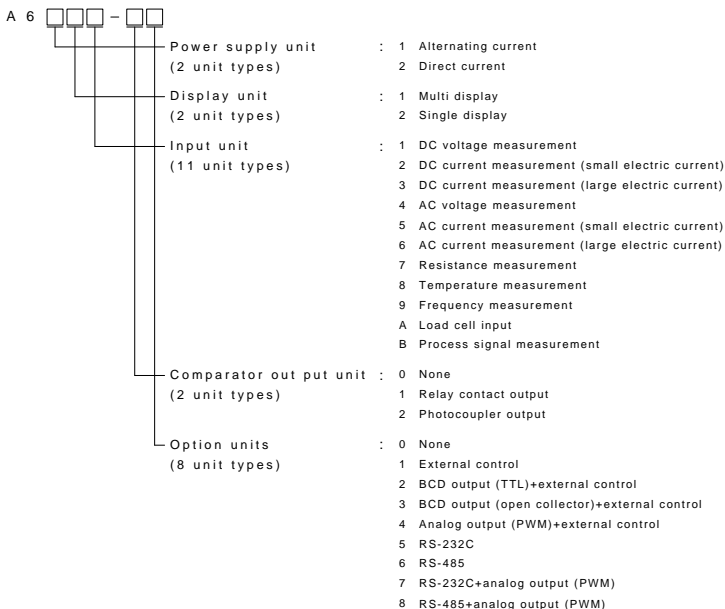 A 6 □□□ – □□
Power supply unit : 1 Alternating current
(2 unit types) 2 Direct current
Display unit : 1 Multi display
(2 unit types) 2 Single display
Input unit : 1 DC voltage measurement
(11 unit types) 2 DC current measurement (small electric current)
3 DC current measurement (large electric current)
4 AC voltage measurement
5 AC current measurement (small electric current)
6 AC current measurement (large electric current)
7 Resistance measurement
8 Temperature measurement
9 Frequency measurement
A Load cell input
B Process signal measurement
Comparator out put unit : 0 None
(2 unit types) 1 Relay contact output
2 Photocoupler output
Option units : 0 None
(8 unit types) 1 External control
2 BCD output (TTL)+external control
3 BCD output (open collector)+external control
4 Analog output (PWM)+external control
5 RS-232C
6 RS-485
7 RS-232C+analog output (PWM)
8 RS-485+analog output (PWM)